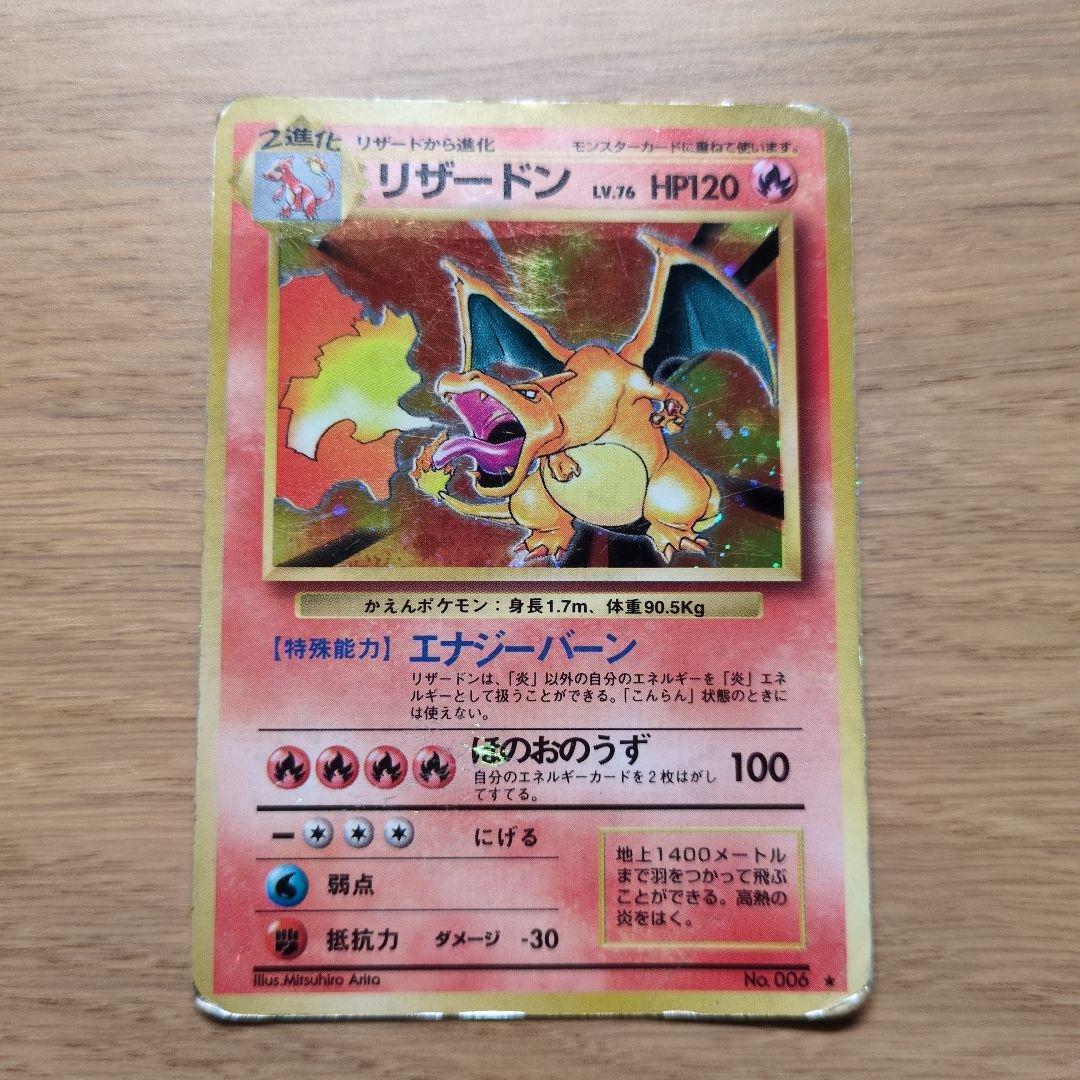 2進化 リザードから進化 モンスターカードに重ねて使います。
リザードン LV.76 HP120
かえんポケモン：身長1.7m、体重90.5Kg
【特殊能力】エナジーバーン
リザードンは、「炎」以外の自分のエネルギーを「炎」エネ
ルギーとして扱うことができる。「こんらん」状態のときに
は使えない。
ほのおのうず 100
自分のエネルギーカードを2枚はがし
てすてる。
ー にげる
弱点
抵抗力 ダメージ -30
地上1400メートル
まで羽をつかって飛ぶ
ことができる。高熱の
炎をはく。
Illus.Mitsuhiro Arita No. 006 ★